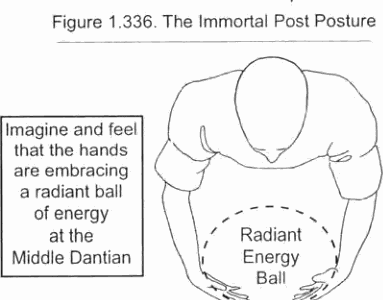 Figure 1.336. The Immortal Post Posture
Imagine and feel
that the hands
are embracing
a radiant ball
of energy
at the
Middle Dantian
Radiant
Energy
Ball